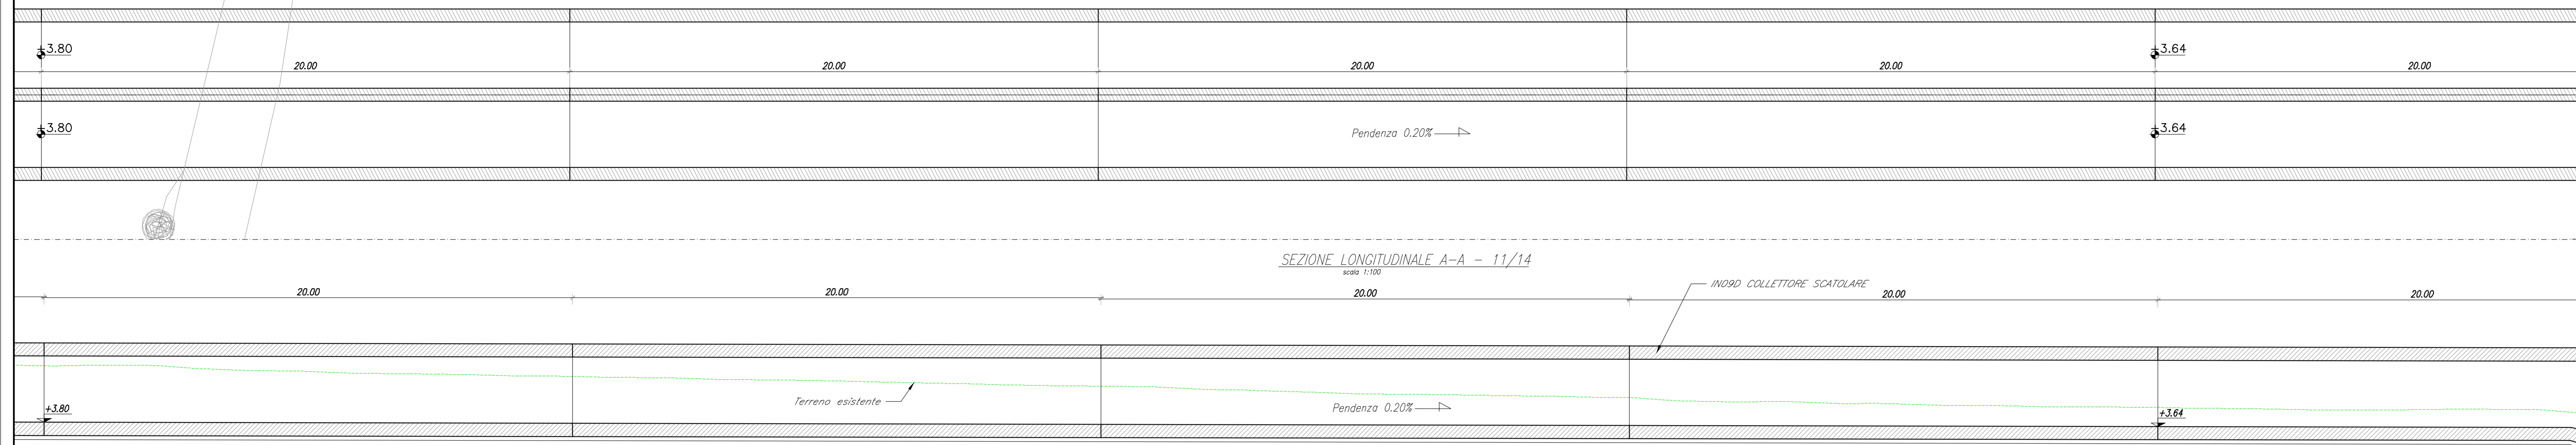 +3.80
+3.64
20.00
20.00
20.00
20.00
20.00
+3.80
Pendenza 0.20%
+3.64
SEZIONE LONGITUDINALE A-A - 11/14
scala 1:100
IN09D COLLETTORE SCATOLARE
20.00
20.00
20.00
20.00
20.00
Terreno esistente
+3.80
Pendenza 0.20%
+3.64